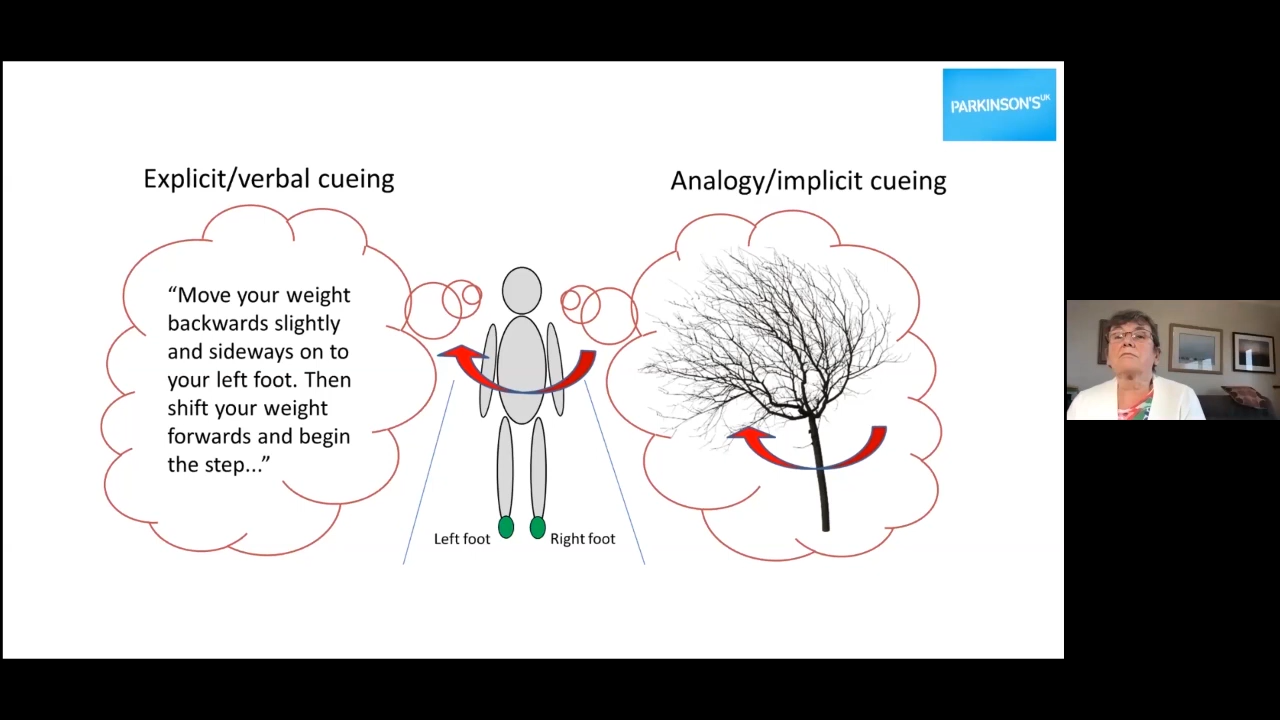 PARKINSON'S UK
Explicit/verbal cueing
Analogy/implicit cueing
“Move your weight
backwards slightly
and sideways on to
your left foot. Then
shift your weight
forwards and begin
the step...”
Left foot
Right foot